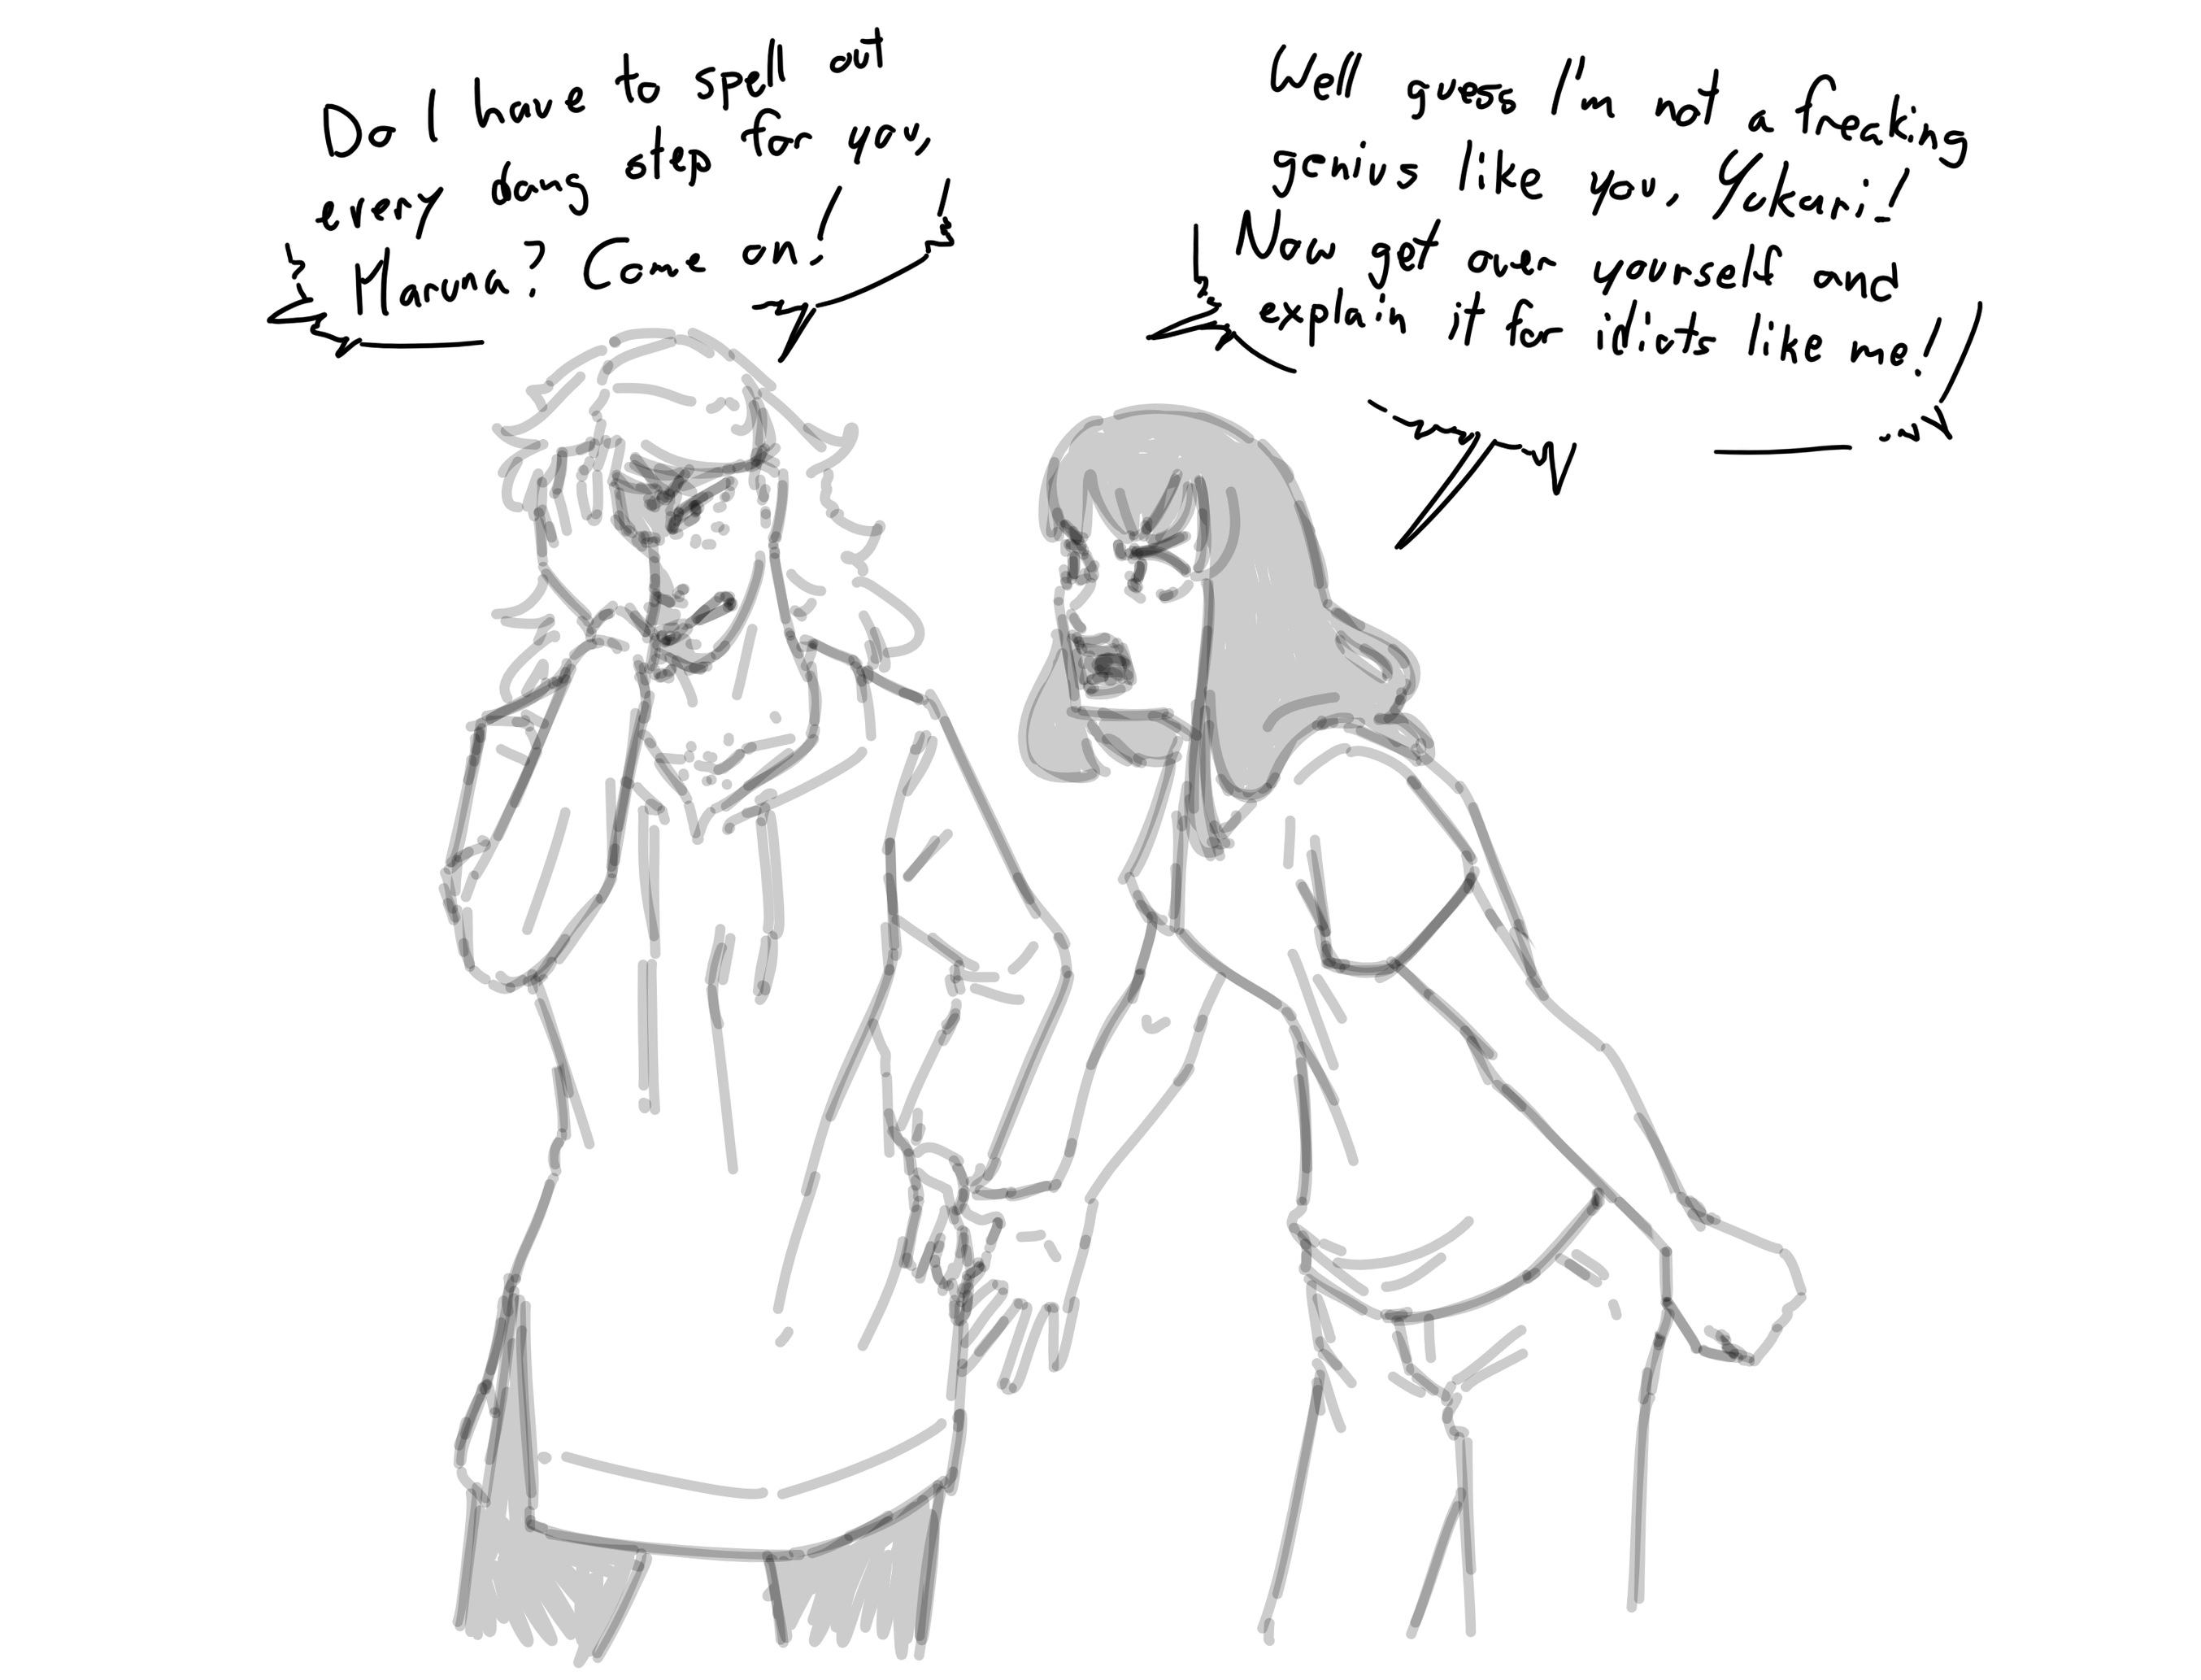 Do I have to spell out
every dang step for you,
Haruna? Come on!
Well guess I'm not a freaking
genius like you, Yukari!
Now get over yourself and
explain it for idiots like me!